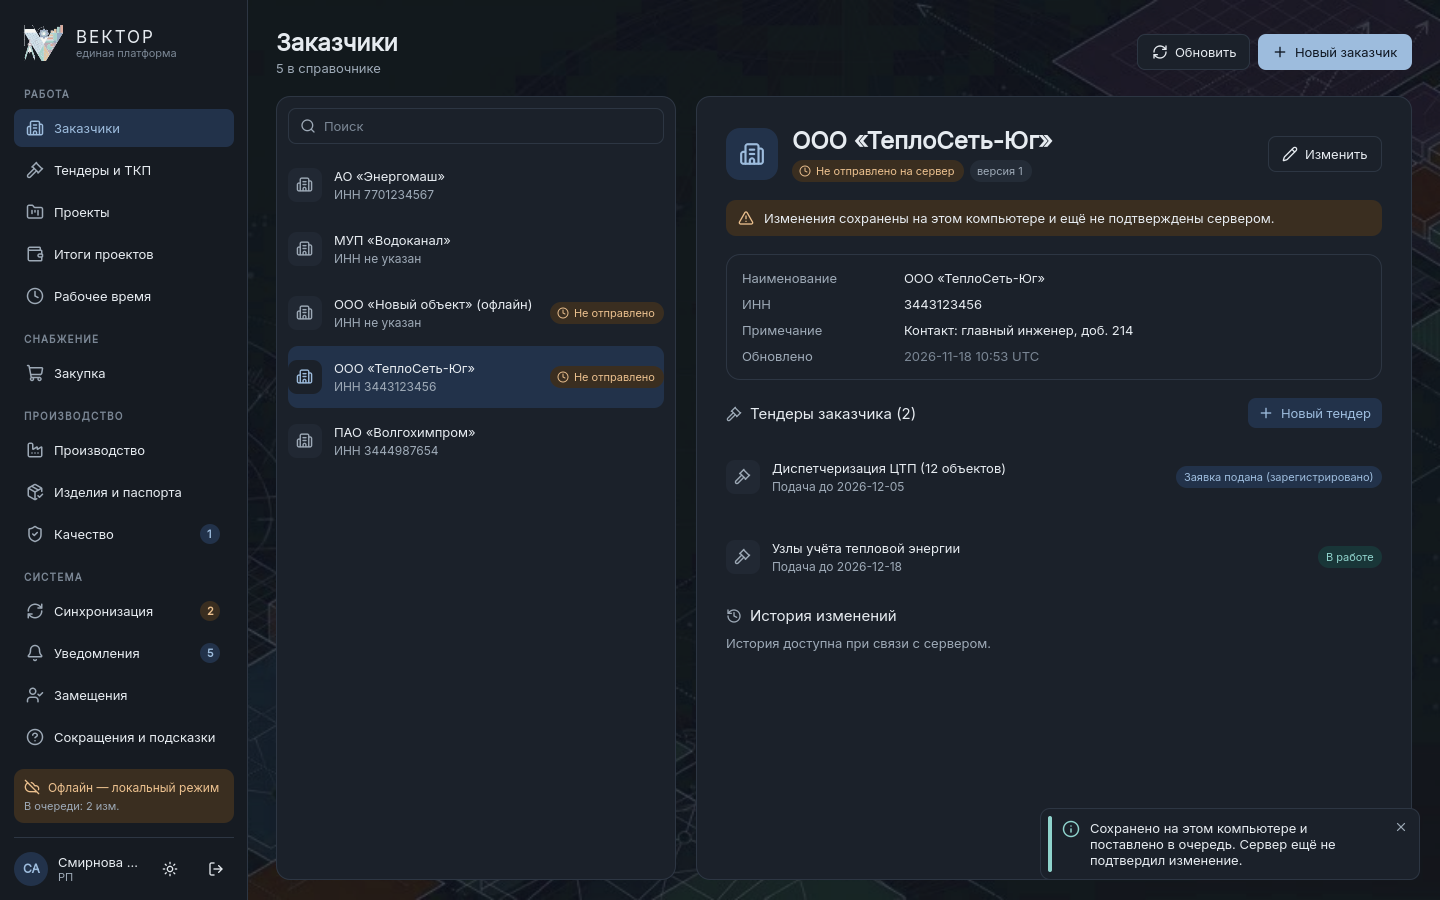 ВЕКТОР
единая платформа
РАБОТА
Заказчики
Тендеры и ТКП
Проекты
Итоги проектов
Рабочее время
СНАБЖЕНИЕ
Закупка
ПРОИЗВОДСТВО
Производство
Изделия и паспорта
Качество 1
СИСТЕМА
Синхронизация 2
Уведомления 5
Замещения
Сокращения и подсказки
Офлайн — локальный режим
В очереди: 2 изм.
СА
Смирнова ...
РП
Заказчики
5 в справочнике
Обновить
Новый заказчик
Поиск
АО «Энергомаш»
ИНН 7701234567
МУП «Водоканал»
ИНН не указан
ООО «Новый объект» (офлайн)
ИНН не указан
Не отправлено
ООО «ТеплоСеть-Юг»
ИНН 3443123456
Не отправлено
ПАО «Волгохимпром»
ИНН 3444987654
ООО «ТеплоСеть-Юг»
Не отправлено на сервер
версия 1
Изменить
Изменения сохранены на этом компьютере и ещё не подтверждены сервером.
Наименование ООО «ТеплоСеть-Юг»
ИНН 3443123456
Примечание Контакт: главный инженер, доб. 214
Обновлено 2026-11-18 10:53 UTC
Тендеры заказчика (2)
Новый тендер
Диспетчеризация ЦТП (12 объектов)
Подача до 2026-12-05
Заявка подана (зарегистрировано)
Узлы учёта тепловой энергии
Подача до 2026-12-18
В работе
История изменений
История доступна при связи с сервером.
Сохранено на этом компьютере и
поставлено в очередь. Сервер ещё не
подтвердил изменение.